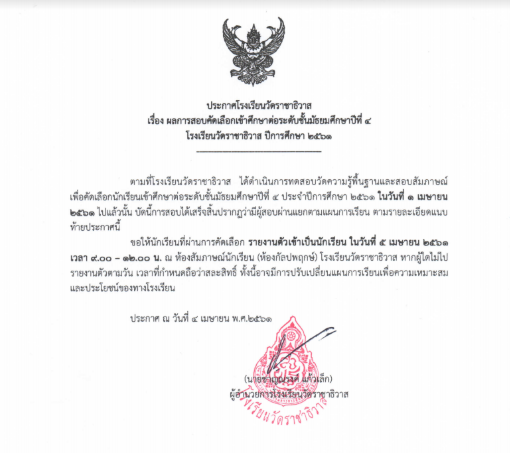 ประกาศโรงเรียนวัดราชาธิวาส
เรื่อง ผลการสอบคัดเลือกเข้าศึกษาต่อระดับชั้นมัธยมศึกษาปีที่ ๔
โรงเรียนวัดราชาธิวาส ปีการศึกษา ๒๕๖๑
ตามที่โรงเรียนวัดราชาธิวาส ได้ดำเนินการทดสอบวัดความรู้พื้นฐานและสอบสัมภาษณ์
เพื่อคัดเลือกนักเรียนเข้าศึกษาต่อระดับชั้นมัธยมศึกษาปีที่ ๔ ประจำปีการศึกษา ๒๕๖๑ ในวันที่ ๑ เมษายน
๒๕๖๑ ไปแล้วนั้น บัดนี้การสอบได้เสร็จสิ้นปรากฏว่ามีผู้สอบผ่านแยกตามแผนการเรียน ตามรายละเอียดแนบ
ท้ายประกาศนี้
ขอให้นักเรียนที่ผ่านการคัดเลือก รายงานตัวเข้าเป็นนักเรียน ในวันที่ ๕ เมษายน ๒๕๖๑
เวลา ๙.๐๐ – ๑๒.๐๐ น. ณ ห้องสัมภาษณ์นักเรียน (ห้องกัลปพฤกษ์) โรงเรียนวัดราชาธิวาส หากผู้ใดไม่ไป
รายงานตัวตามวัน เวลาที่กำหนดถือว่าสละสิทธิ์ ทั้งนี้อาจมีการปรับเปลี่ยนแผนการเรียนเพื่อความเหมาะสม
และประโยชน์ของทางโรงเรียน
ประกาศ ณ วันที่ ๔ เมษายน พ.ศ.๒๕๖๑
(นายชาญณรงค์ แก้วเล็ก)
ผู้อำนวยการโรงเรียนวัดราชาธิวาส
โรงเรียนวัดราชาธิวาส